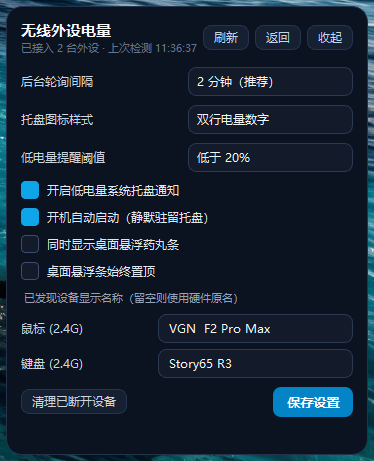 无线外设电量
已接入 2 台外设 · 上次检测 11:36:37
刷新 返回 收起
后台轮询间隔 2 分钟（推荐）
托盘图标样式 双行电量数字
低电量提醒阈值 低于 20%
开启低电量系统托盘通知
开机自动启动（静默驻留托盘）
同时显示桌面悬浮药丸条
桌面悬浮条始终置顶
已发现设备显示名称（留空则使用硬件原名）
鼠标 (2.4G) VGN F2 Pro Max
键盘 (2.4G) Story65 R3
清理已断开设备 保存设置